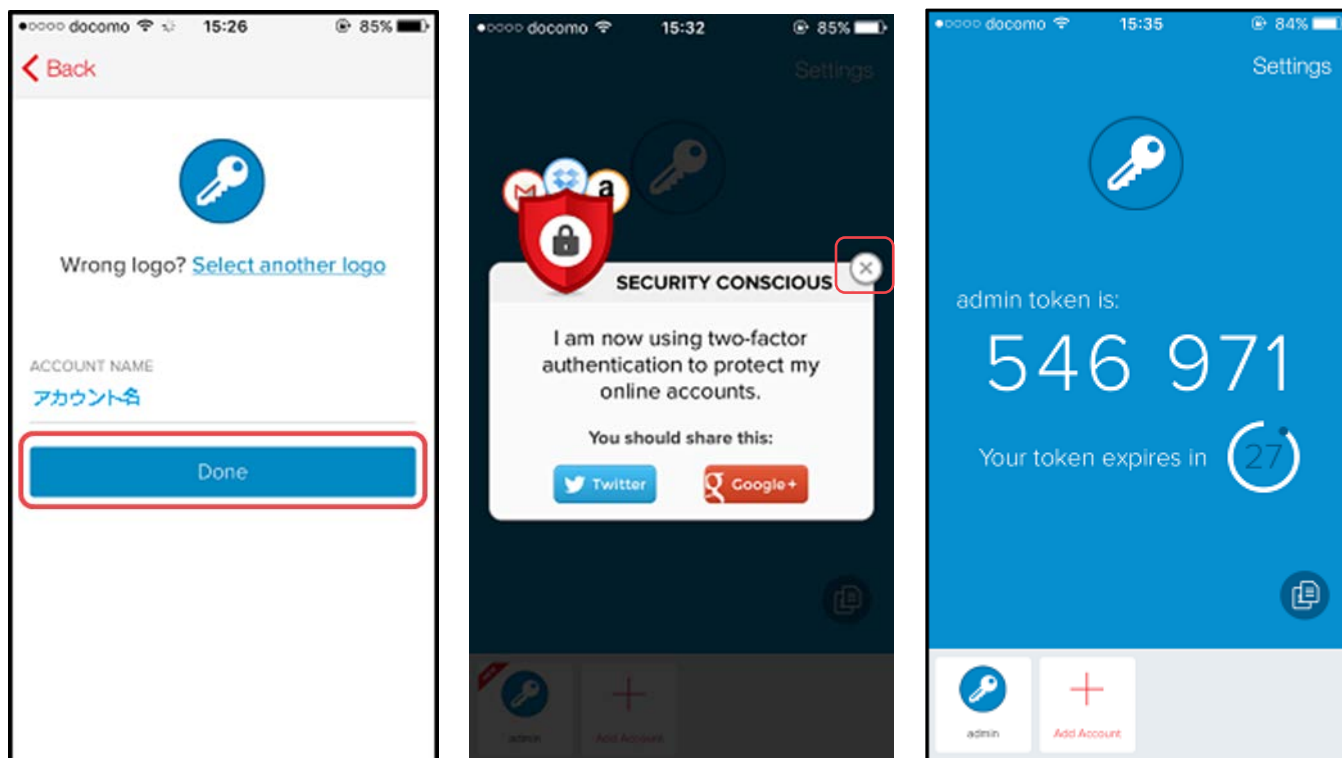 docomo 15:26 85%
Back
Wrong logo? Select another logo
ACCOUNT NAME
アカウント名
Done
docomo 15:32 85%
Settings
a
SECURITY CONSCIOUS
I am now using two-factor
authentication to protect my
online accounts.
You should share this:
Twitter Google+
NEW
admin Add Account
docomo 15:35 84%
Settings
admin token is:
546 971
Your token expires in 27
admin Add Account